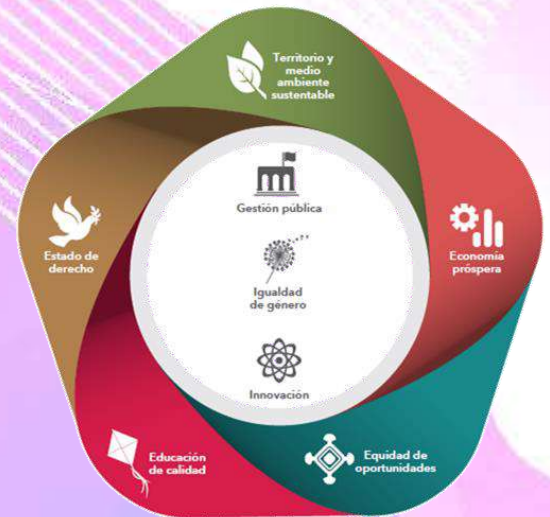 Territorio y
medio
ambiente
sustentable
Gestión pública
Estado de
derecho
Economía
próspera
Igualdad
de género
Innovación
Educación
de calidad
Equidad de
oportunidades